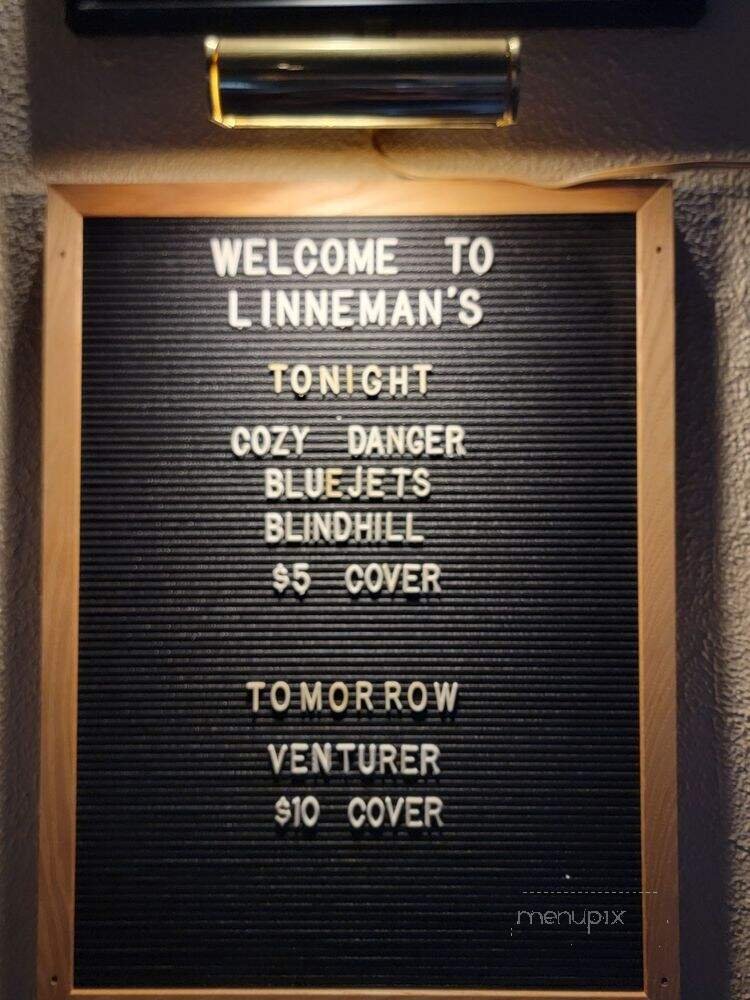 WELCOME TO
LINNEMAN'S
TONIGHT
COZY DANGER
BLUEJETS
BLINDHILL
$5 COVER
TOMORROW
VENTURER
$10 COVER
menupix